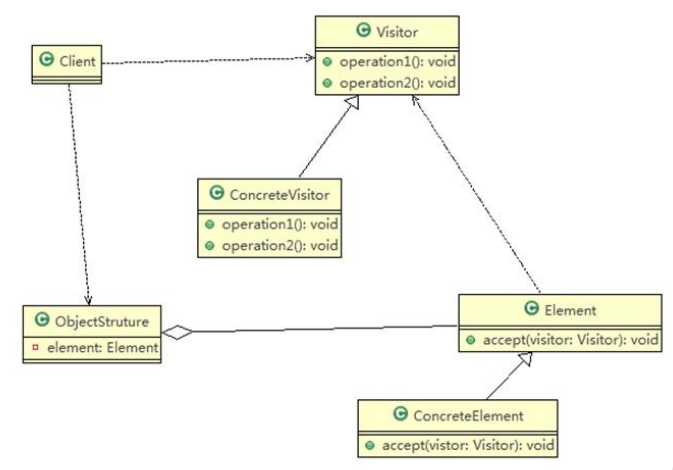 C Visitor
operation1(): void
operation2(): void
C Client
C ConcreteVisitor
operation1(): void
operation2(): void
C ObjectStruture
element: Element
C Element
accept(visitor: Visitor): void
C ConcreteElement
accept(vistor: Visitor): void